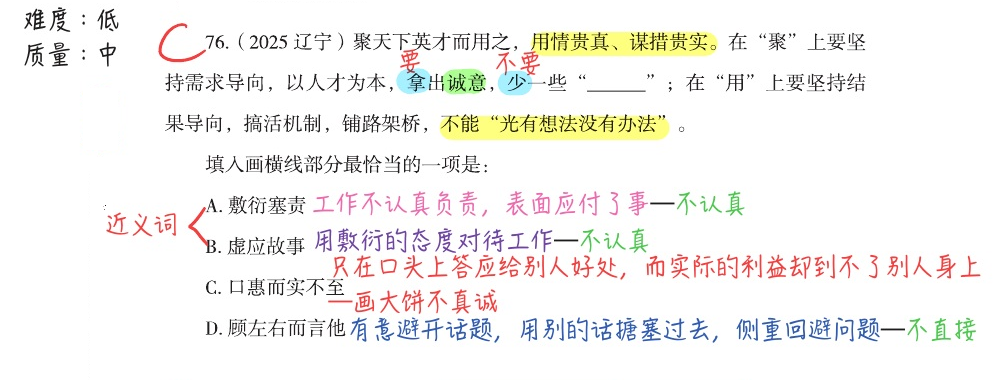 难度：低
质量：中
C 76.（2025 辽宁）聚天下英才而用之，用情贵真、谋措贵实。在“聚”上要坚
要 不要
持需求导向，以人才为本，拿出诚意，少一些“______”；在“用”上要坚持结
果导向，搞活机制，铺路架桥，不能“光有想法没有办法”。
填入画横线部分最恰当的一项是：
A. 敷衍塞责 工作不认真负责，表面应付了事—不认真
近义词
B. 虚应故事 用敷衍的态度对待工作—不认真
只在口头上答应给别人好处，而实际的利益却到不了别人身上
C. 口惠而实不至
—画大饼不真诚
D. 顾左右而言他 有意避开话题，用别的话搪塞过去，侧重回避问题—不直接